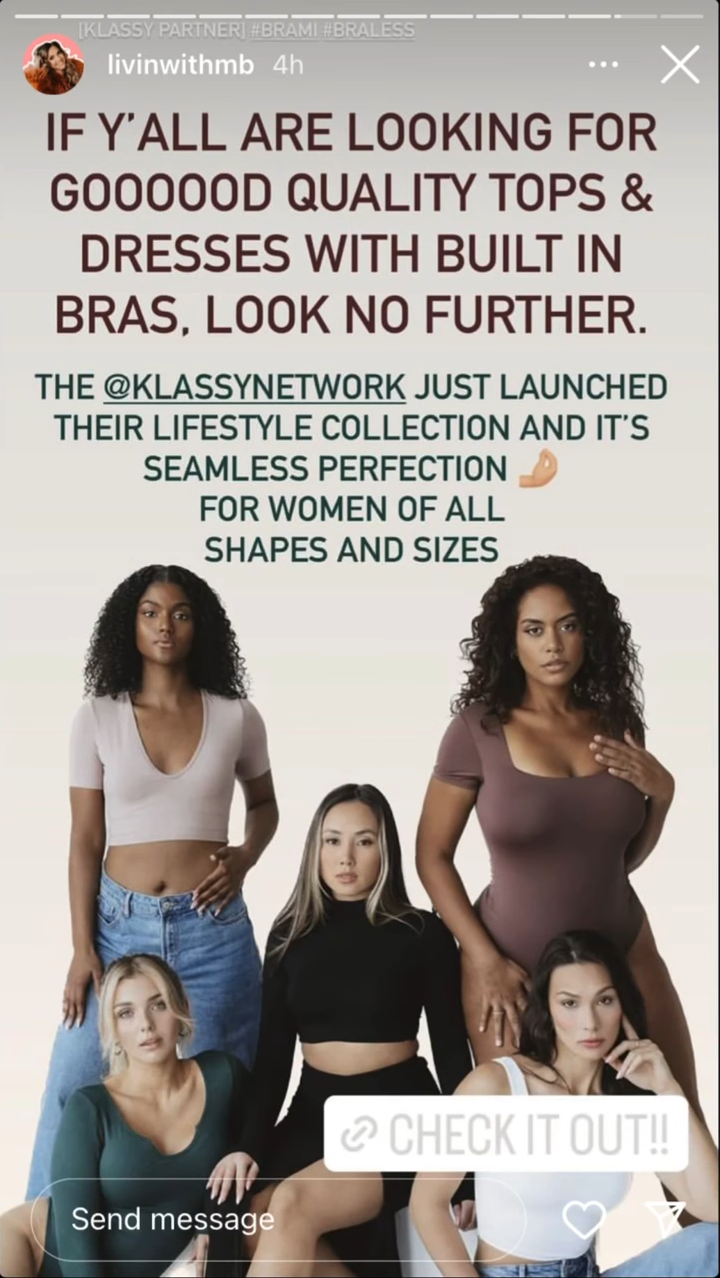 [KLASSY PARTNER] #BRAMI #BRALESS
livinwithmb 4h
IF Y'ALL ARE LOOKING FOR
GOOOOOD QUALITY TOPS &
DRESSES WITH BUILT IN
BRAS, LOOK NO FURTHER.
THE @KLASSYNETWORK JUST LAUNCHED
THEIR LIFESTYLE COLLECTION AND IT'S
SEAMLESS PERFECTION 👌🏼
FOR WOMEN OF ALL
SHAPES AND SIZES
CHECK IT OUT!!
Send message